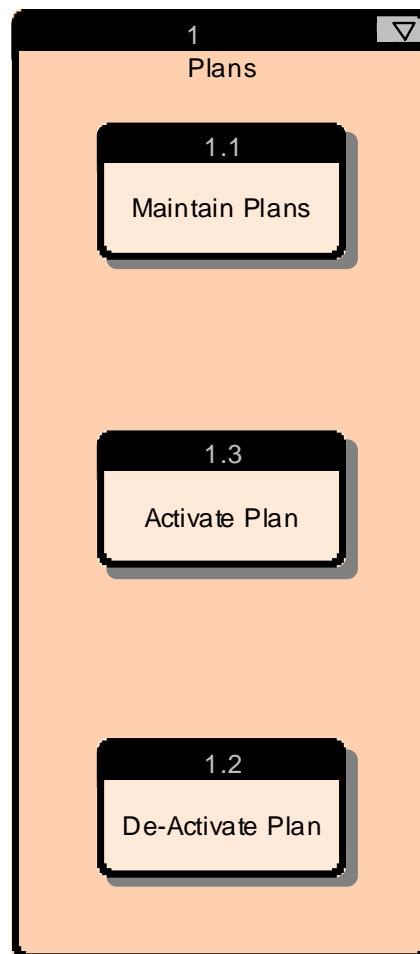 1
Plans
1.1
Maintain Plans
1.3
Activate Plan
1.2
De-Activate Plan